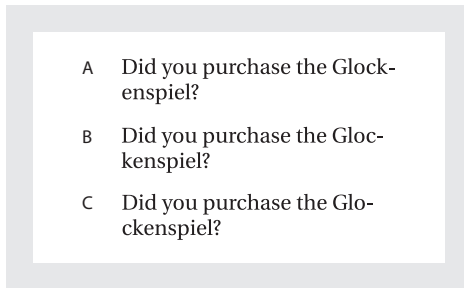 A Did you purchase the Glock-
enspiel?
B Did you purchase the Gloc-
kenspiel?
C Did you purchase the Glo-
ckenspiel?